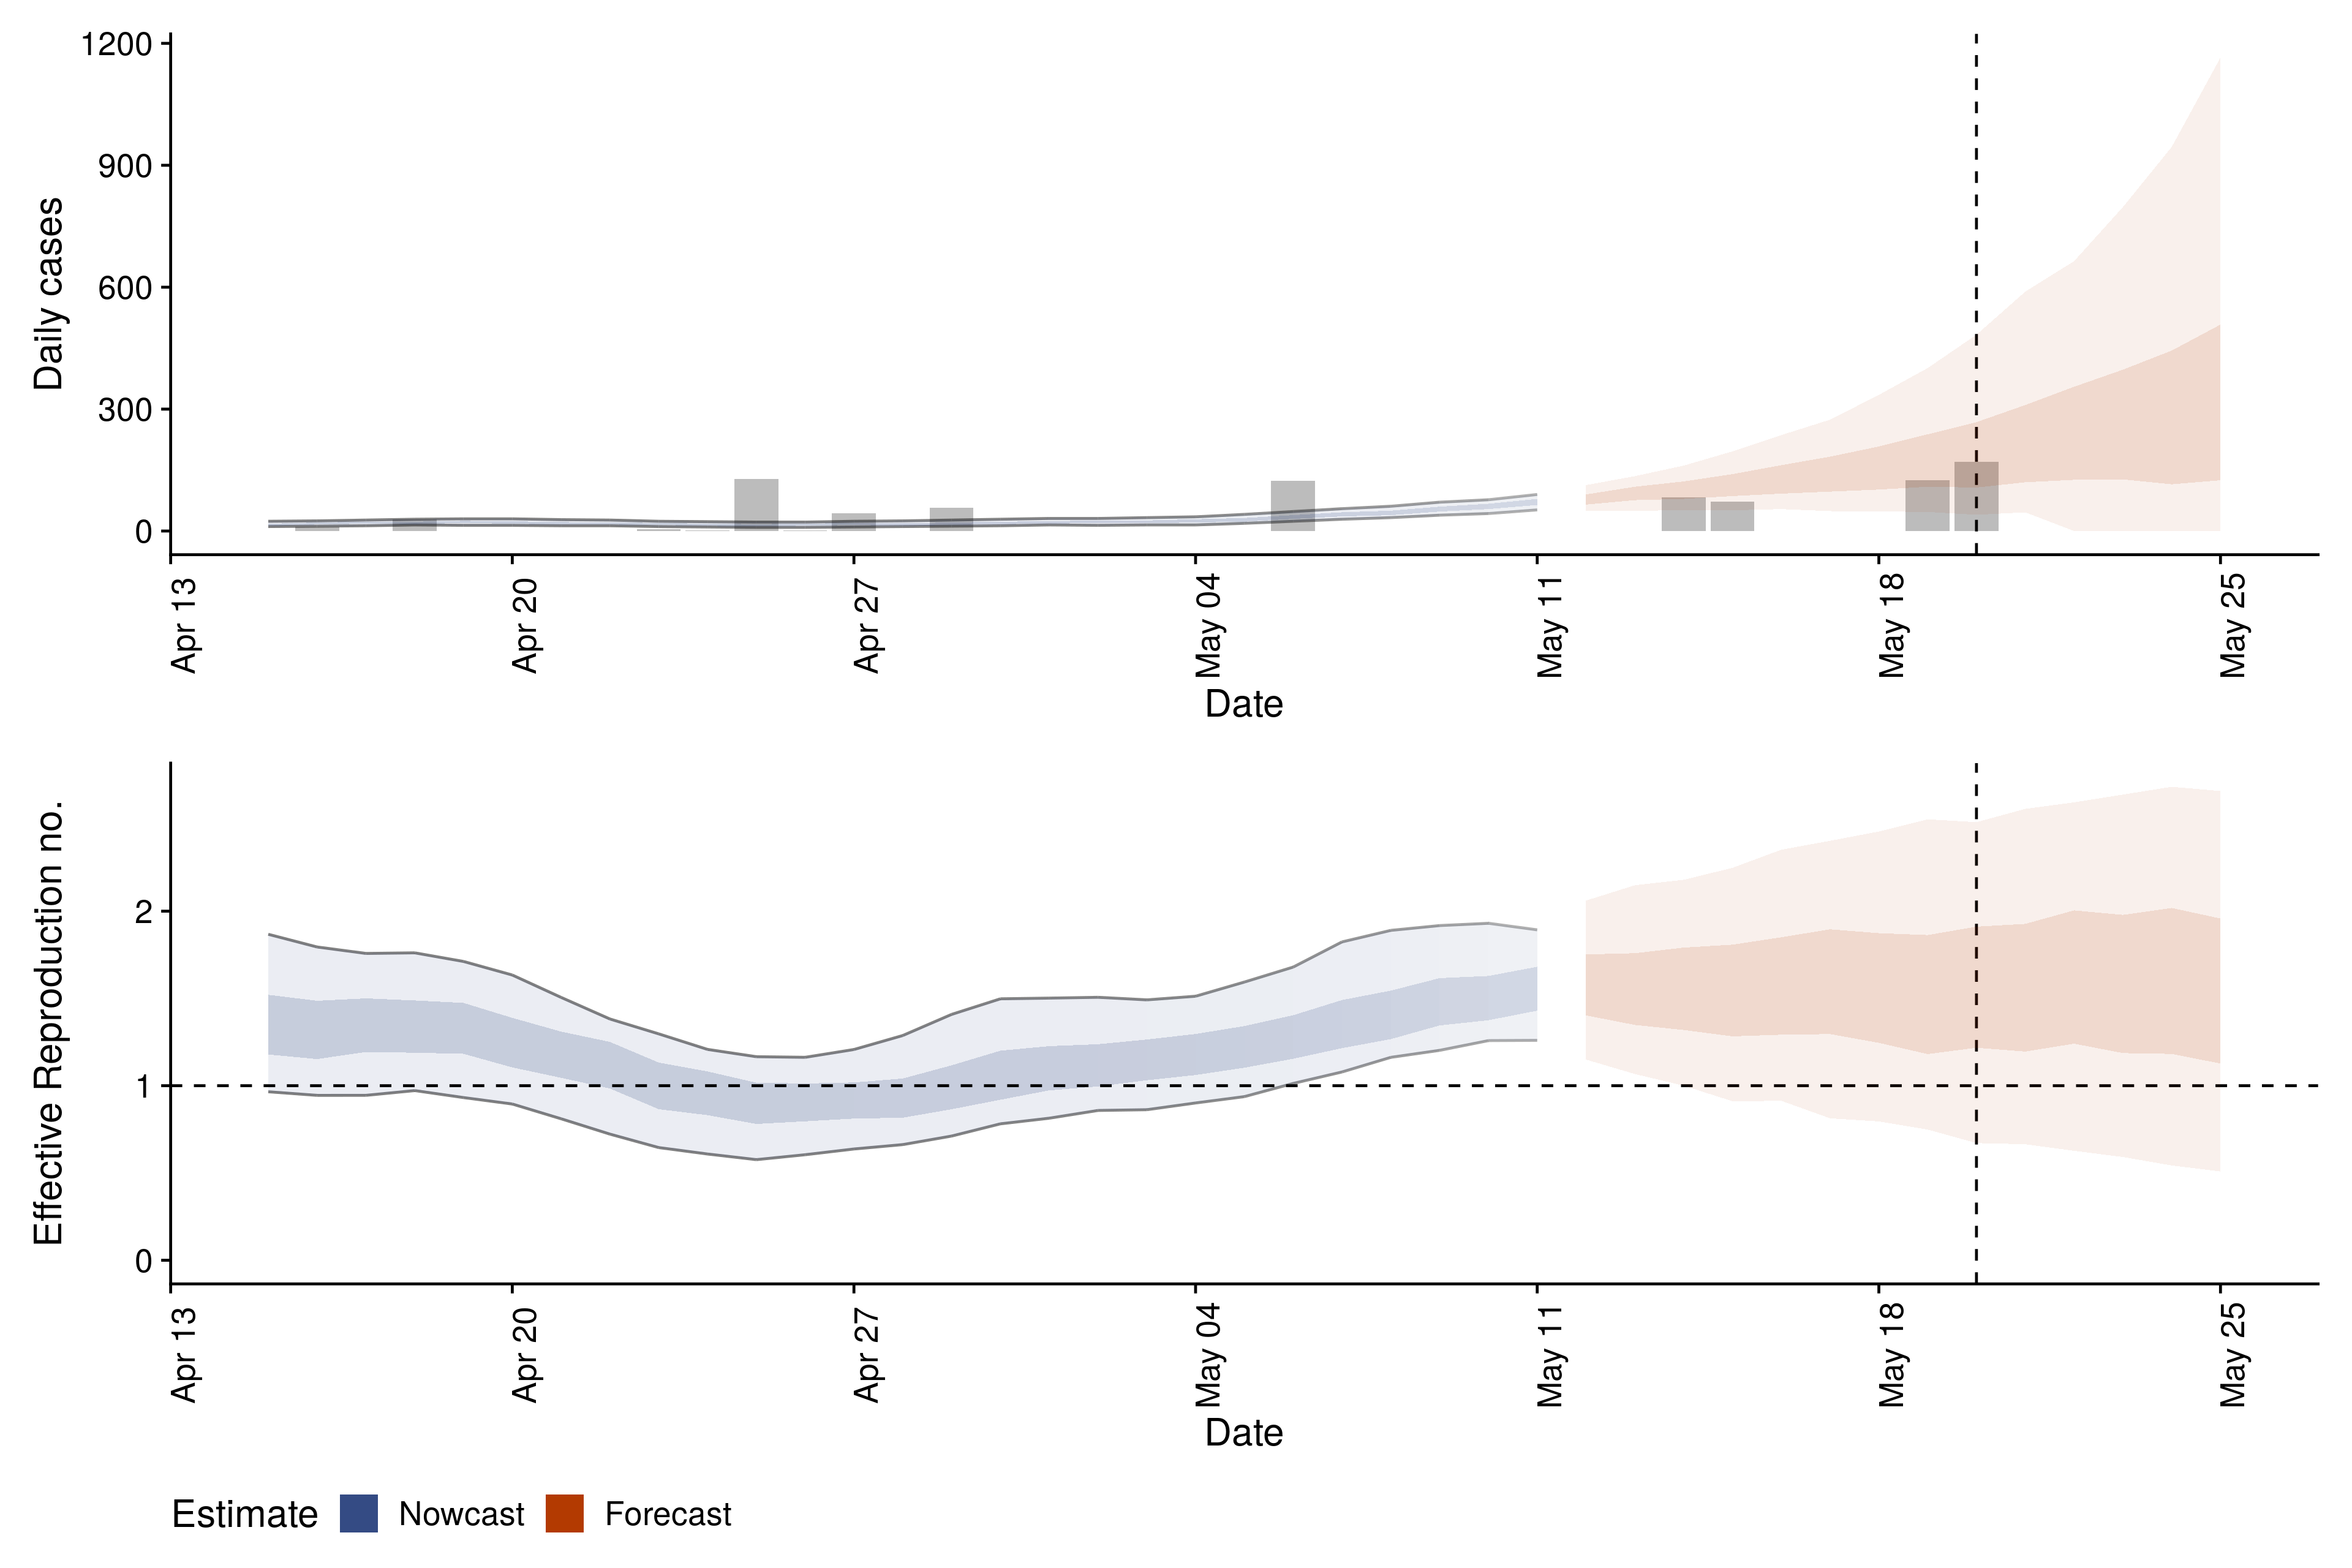 Daily cases
1200
900
600
300
0
Apr 13
Apr 20
Apr 27
May 04
May 11
May 18
May 25
Date
Effective Reproduction no.
2
1
0
Apr 13
Apr 20
Apr 27
May 04
May 11
May 18
May 25
Date
Estimate Nowcast Forecast